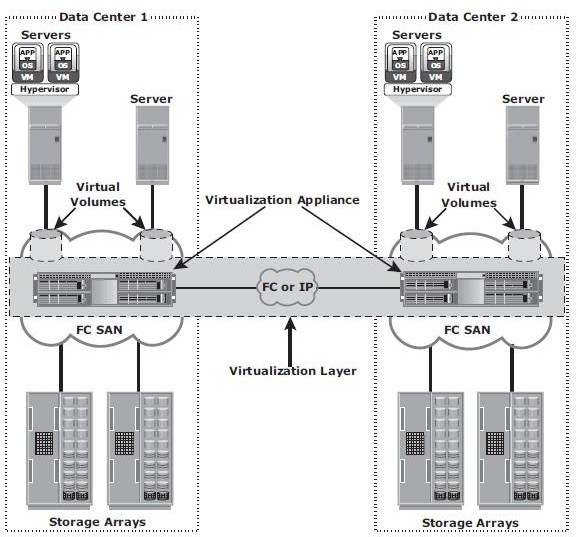 Data Center 1
Data Center 2
Servers
Servers
APP
APP
OS
OS
VM
VM
Hypervisor
Server
APP
APP
OS
OS
VM
VM
Hypervisor
Server
Virtual
Volumes
Virtualization Appliance
Virtual
Volumes
FC or IP
FC SAN
FC SAN
Virtualization Layer
Storage Arrays
Storage Arrays